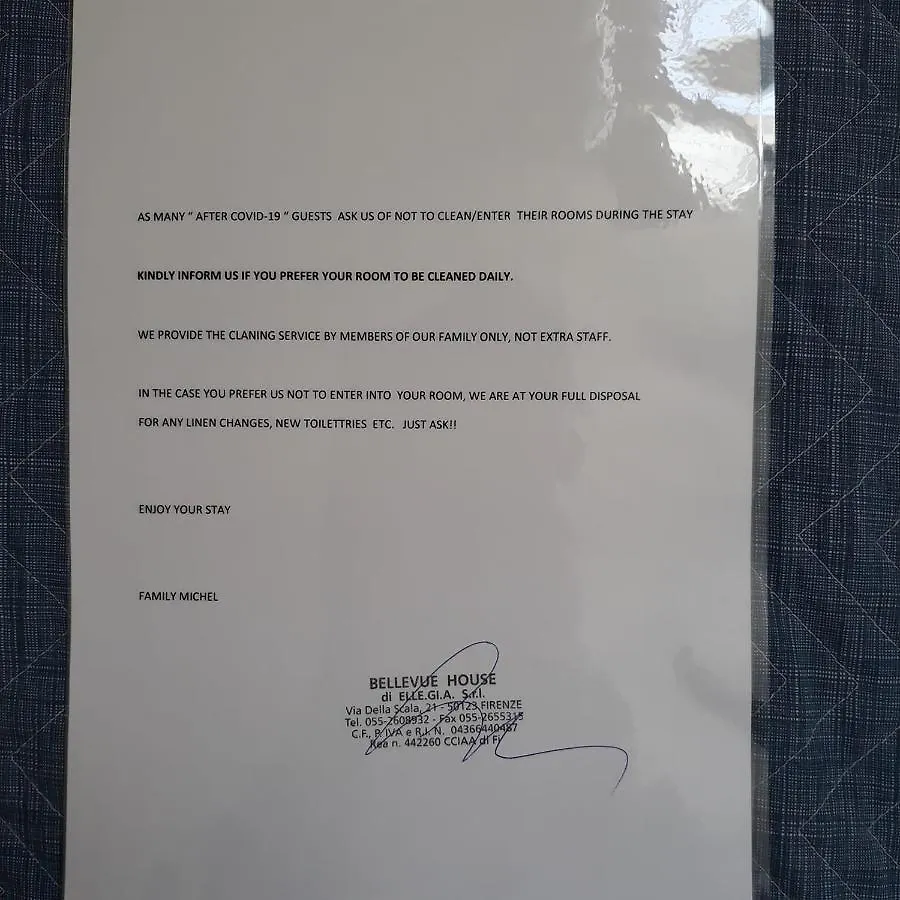 AS MANY " AFTER COVID-19 " GUESTS ASK US OF NOT TO CLEAN/ENTER THEIR ROOMS DURING THE STAY
KINDLY INFORM US IF YOU PREFER YOUR ROOM TO BE CLEANED DAILY.
WE PROVIDE THE CLANING SERVICE BY MEMBERS OF OUR FAMILY ONLY, NOT EXTRA STAFF.
IN THE CASE YOU PREFER US NOT TO ENTER INTO YOUR ROOM, WE ARE AT YOUR FULL DISPOSAL
FOR ANY LINEN CHANGES, NEW TOILETTRIES ETC. JUST ASK!!
ENJOY YOUR STAY
FAMILY MICHEL
BELLEVUE HOUSE
di ELLE.GI.A. S.r.l.
Via Della Scala, 21 - 50123 FIRENZE
Tel. 055-2608932 - Fax 055-2655315
C.F., P. IVA e R.I. N. 04366440487
Rea n. 442260 CCIAA di Fi